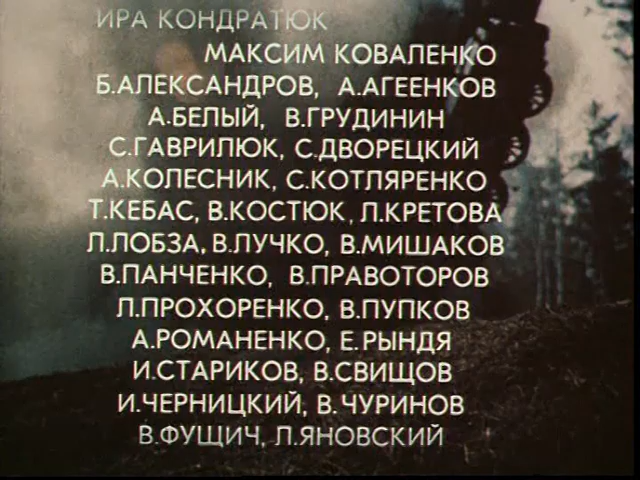 ИРА КОНДРАТЮК
МАКСИМ КОВАЛЕНКО
Б.АЛЕКСАНДРОВ, А.АГЕЕНКОВ
А.БЕЛЫЙ, В.ГРУДИНИН
С.ГАВРИЛЮК, С.ДВОРЕЦКИЙ
А.КОЛЕСНИК, С.КОТЛЯРЕНКО
Т.КЕБАС, В.КОСТЮК, Л.КРЕТОВА
Л.ЛОБЗА, В.ЛУЧКО, В.МИШАКОВ
В.ПАНЧЕНКО, В.ПРАВОТОРОВ
Л.ПРОХОРЕНКО, В.ПУПКОВ
А.РОМАНЕНКО, Е.РЫНДЯ
И.СТАРИКОВ, В.СВИЩОВ
И.ЧЕРНИЦКИЙ, В.ЧУРИНОВ
В.ФУЩИЧ, Л.ЯНОВСКИЙ